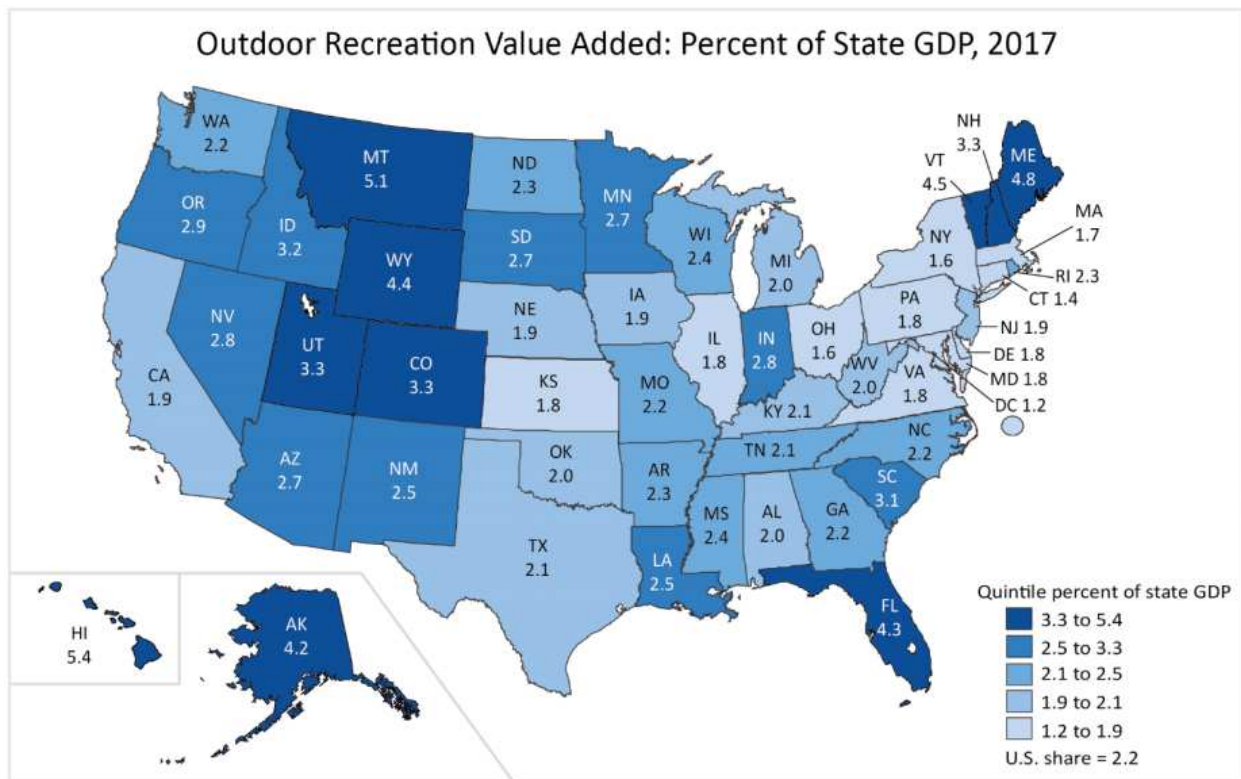 Outdoor Recreation Value Added: Percent of State GDP, 2017
WA
2.2
MT
5.1
ND
2.3
MN
2.7
NH
3.3
VT
4.5
ME
4.8
OR
2.9
ID
3.2
SD
2.7
WI
2.4
MI
2.0
NY
1.6
MA
1.7
RI 2.3
CT 1.4
WY
4.4
NE
1.9
IA
1.9
PA
1.8
NJ 1.9
NV
2.8
UT
3.3
CO
3.3
IL
1.8
IN
2.8
OH
1.6
WV
2.0
VA
1.8
DE 1.8
MD 1.8
DC 1.2
CA
1.9
KS
1.8
MO
2.2
KY 2.1
AZ
2.7
NM
2.5
OK
2.0
AR
2.3
TN 2.1
NC
2.2
SC
3.1
TX
2.1
LA
2.5
MS
2.4
AL
2.0
GA
2.2
FL
4.3
HI
5.4
AK
4.2
Quintile percent of state GDP
3.3 to 5.4
2.5 to 3.3
2.1 to 2.5
1.9 to 2.1
1.2 to 1.9
U.S. share = 2.2